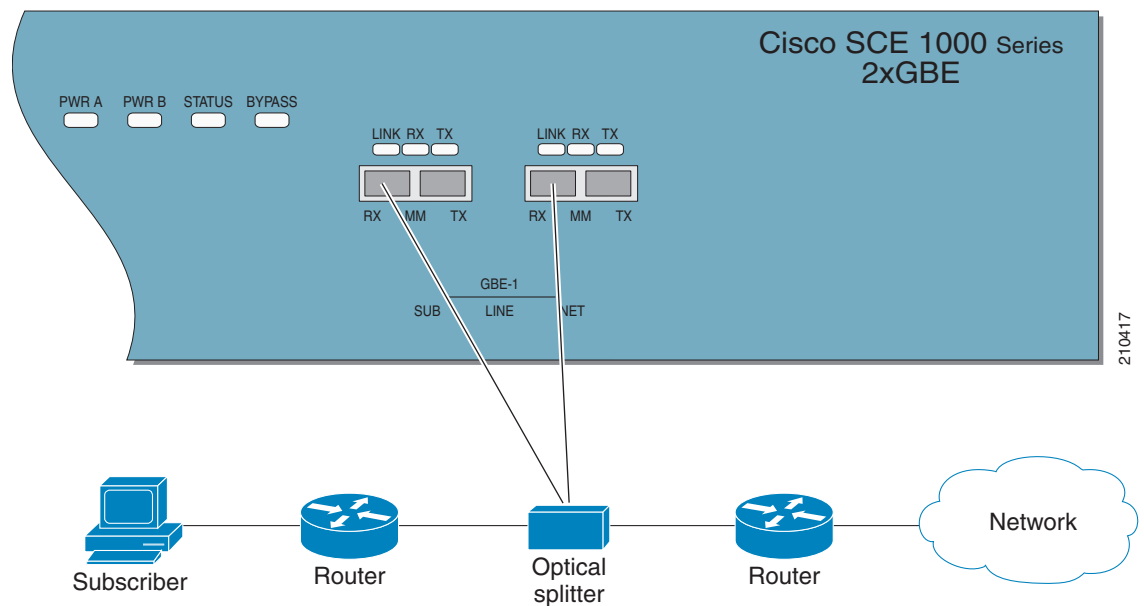 Cisco SCE 1000 Series
2xGBE
PWR A PWR B STATUS BYPASS
LINK RX TX LINK RX TX
RX MM TX RX MM TX
GBE-1
SUB LINE NET
210417
Subscriber
Router
Optical
splitter
Router
Network